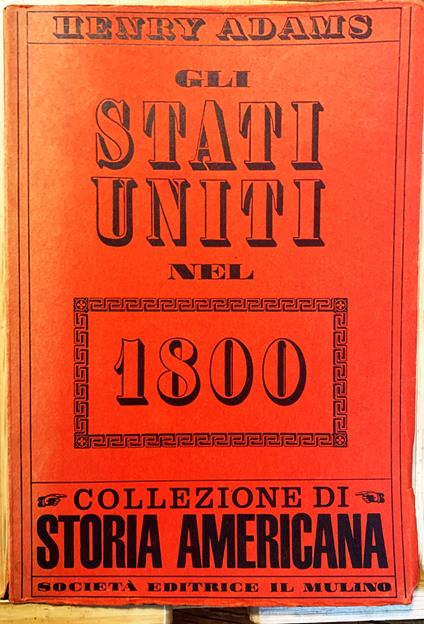 HENRY ADAMS
GLI
STATI
UNITI
NEL
1800
COLLEZIONE DI
STORIA AMERICANA
SOCIETÀ EDITRICE IL MULINO